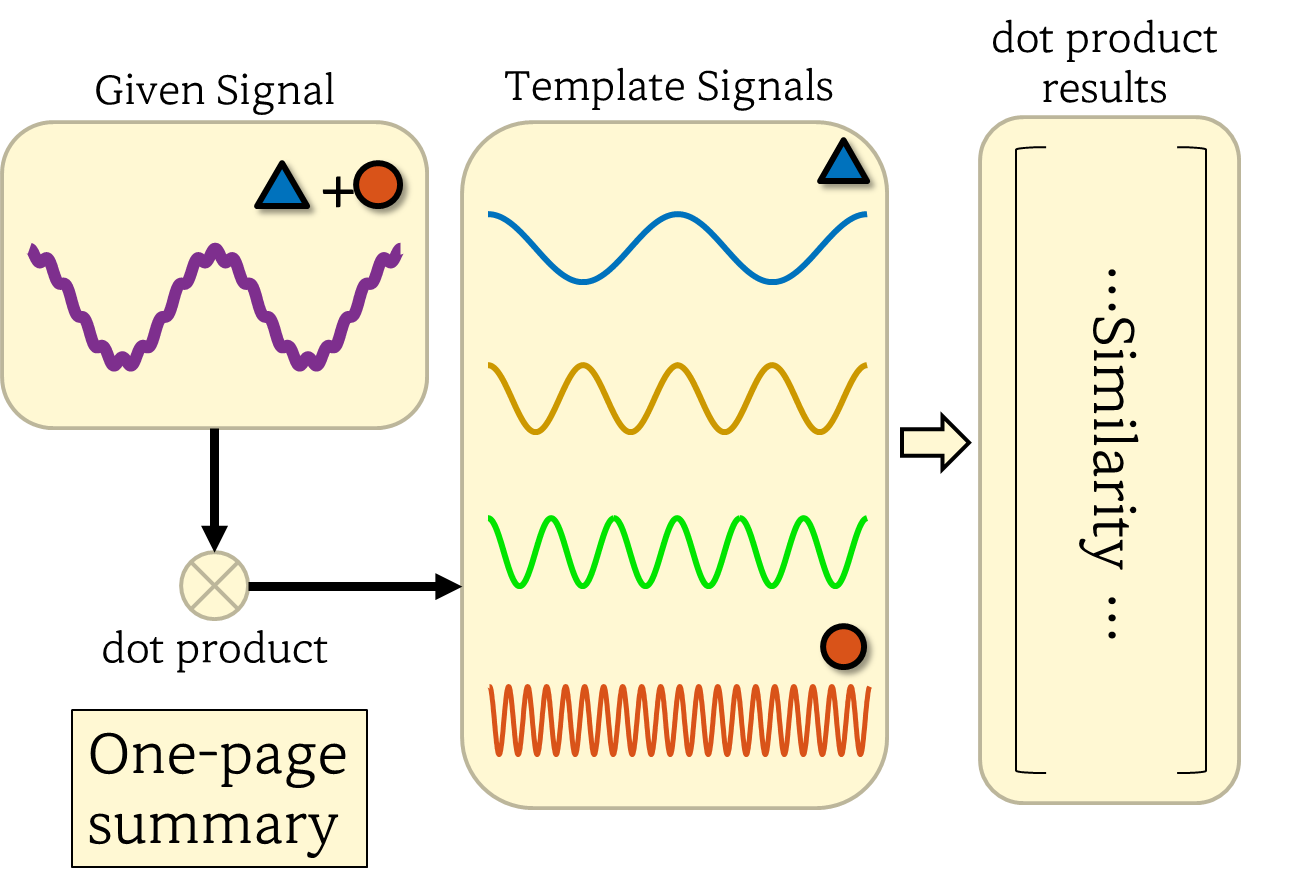 Given Signal
+
dot product
One-page
summary
Template Signals
dot product
results
...Similarity ...